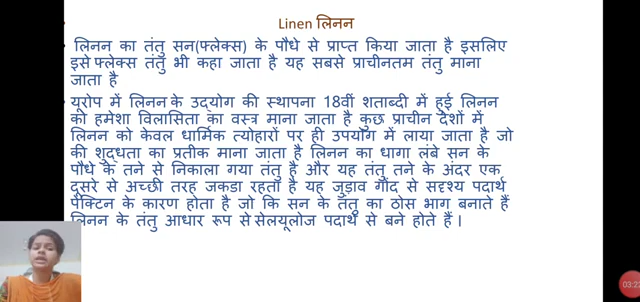 • Linen लिनन
• लिनन का तंतु सन(फ्लेक्स) के पौधे से प्राप्त किया जाता है इसलिए
इसे फ्लेक्स तंतु भी कहा जाता है यह सबसे प्राचीनतम तंतु माना
जाता है
• यूरोप में लिनन के उद्योग की स्थापना 18वीं शताब्दी में हुई लिनन
को हमेशा विलासिता का वस्त्र माना जाता है कुछ प्राचीन देशों में
लिनन को केवल धार्मिक त्योहारों पर ही उपयोग में लाया जाता है जो
की शुद्धता का प्रतीक माना जाता है लिनन का धागा लंबे सन के
पौधे के तने से निकाला गया तंतु है और यह तंतु तने के अंदर एक
दूसरे से अच्छी तरह जकडा रहता है यह जुड़ाव गोंद से सदृश्य पदार्थ
पेक्टिन के कारण होता है जो कि सन के तंतु का ठोस भाग बनाते हैं
लिनन के तंतु आधार रूप से सेलयूलोज पदार्थ से बने होते हैं ।